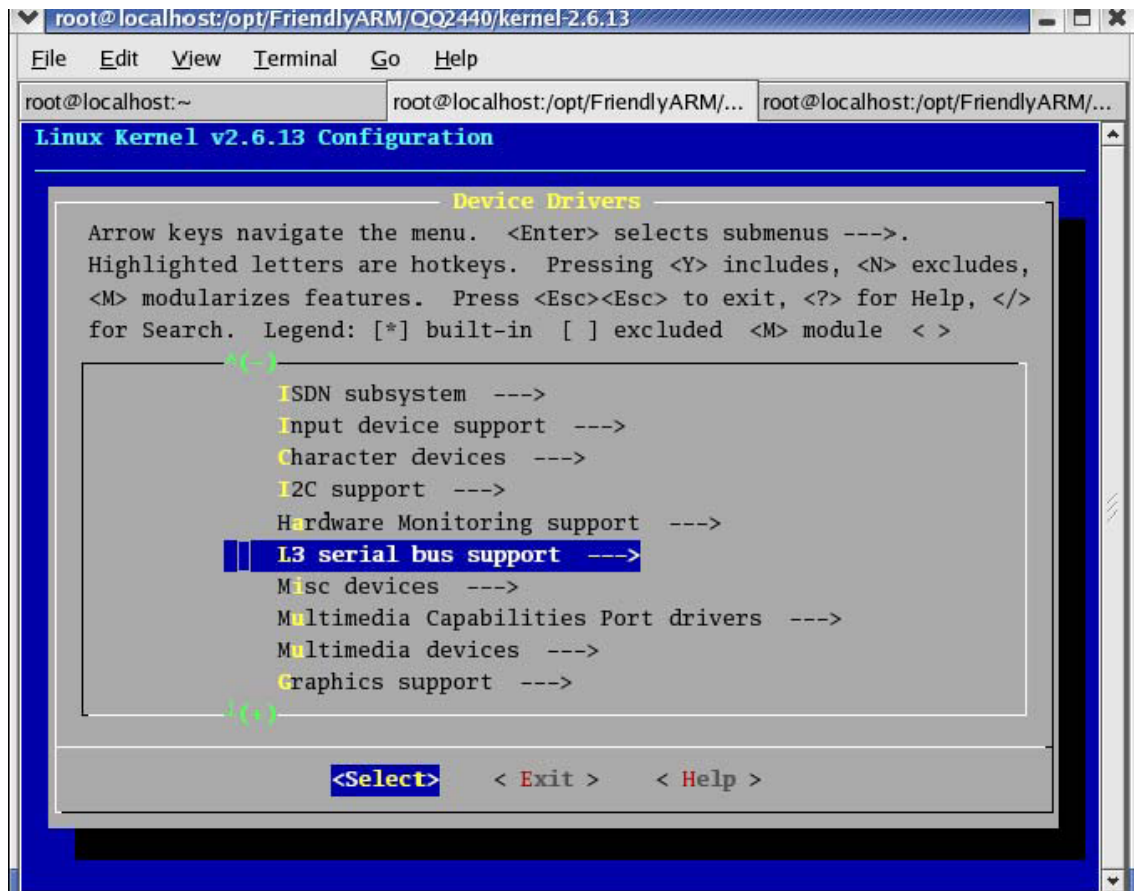 root@localhost:/opt/FriendlyARM/QQ2440/kernel-2.6.13
File Edit View Terminal Go Help
root@localhost:~ root@localhost:/opt/FriendlyARM/... root@localhost:/opt/FriendlyARM/...
Linux Kernel v2.6.13 Configuration
Device Drivers
Arrow keys navigate the menu. <Enter> selects submenus --->.
Highlighted letters are hotkeys. Pressing <Y> includes, <N> excludes,
<M> modularizes features. Press <Esc><Esc> to exit, <?> for Help, </>
for Search. Legend: [*] built-in [ ] excluded <M> module < >
^(-)
ISDN subsystem --->
Input device support --->
Character devices --->
I2C support --->
Hardware Monitoring support --->
L3 serial bus support --->
Misc devices --->
Multimedia Capabilities Port drivers --->
Multimedia devices --->
Graphics support --->
(+)
<Select> < Exit > < Help >